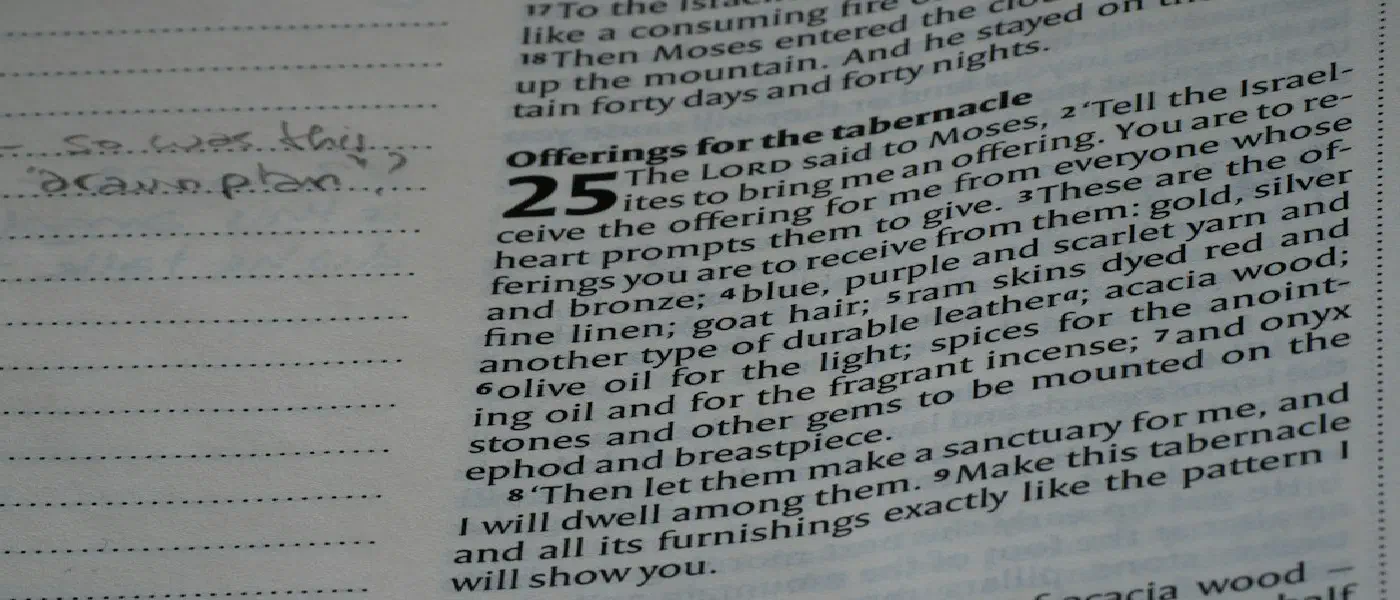 - so was this
"drawn plan"?
17 To the
like a consuming fire
18 Then Moses entered the
up the mountain. And he stayed on
tain forty days and forty nights.
Offerings for the tabernacle
25 The LORD said to Moses, 2 ‘Tell the Israel-
ites to bring me an offering. You are to re-
ceive the offering for me from everyone whose
heart prompts them to give. 3 These are the of-
ferings you are to receive from them: gold, silver
and bronze; 4 blue, purple and scarlet yarn and
fine linen; goat hair; 5 ram skins dyed red and
another type of durable leather a; acacia wood;
6 olive oil for the light; spices for the anoint-
ing oil and for the fragrant incense; 7 and onyx
stones and other gems to be mounted on the
ephod and breastpiece.
8 ‘Then let them make a sanctuary for me, and
I will dwell among them. 9 Make this tabernacle
and all its furnishings exactly like the pattern I
will show you.
acacia wood –
half